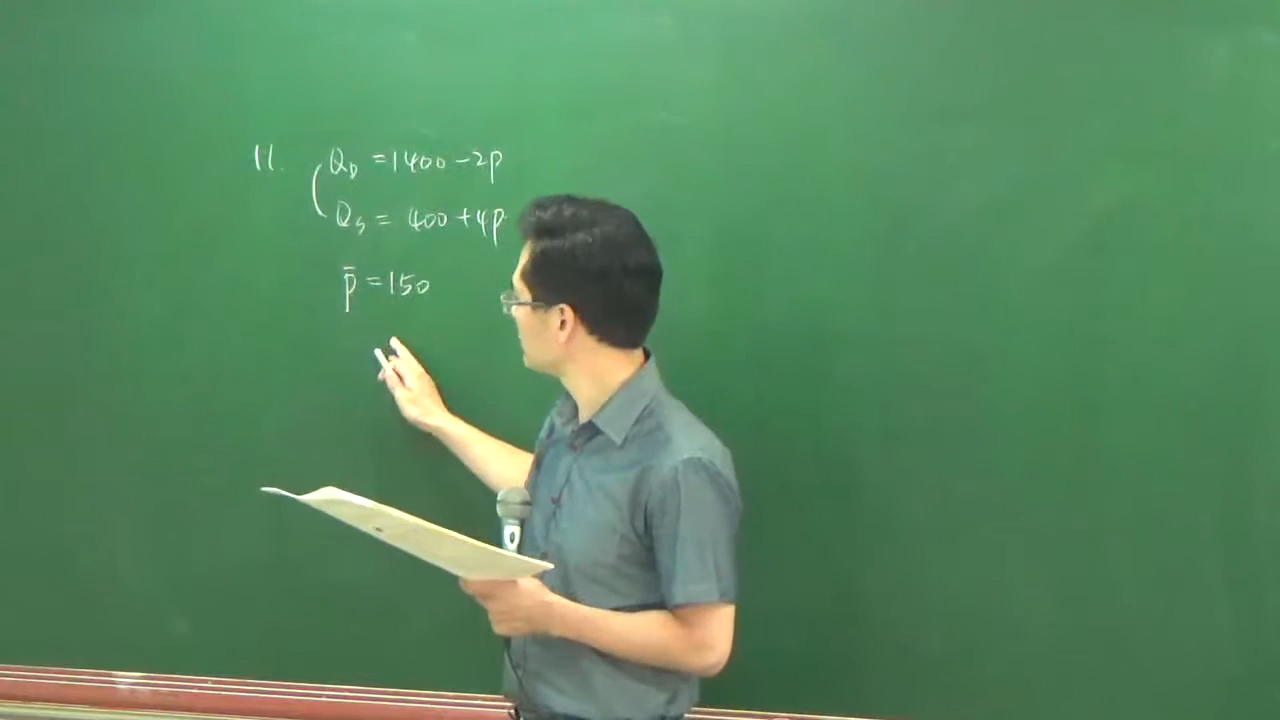 11. Q_D = 1400 - 2P
Q_S = 400 + 4P
P̄ = 150